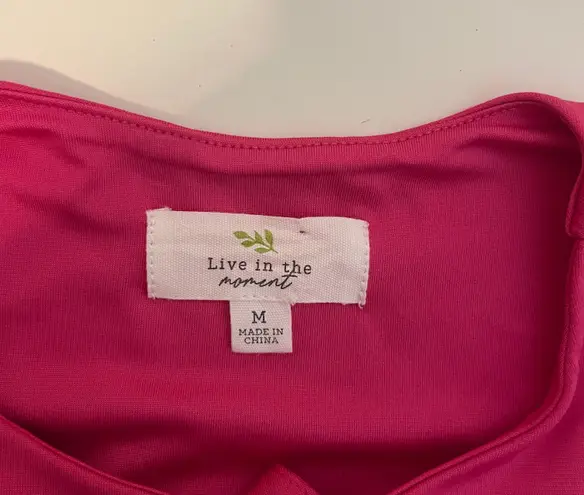 Live in the
moment
M
MADE IN
CHINA